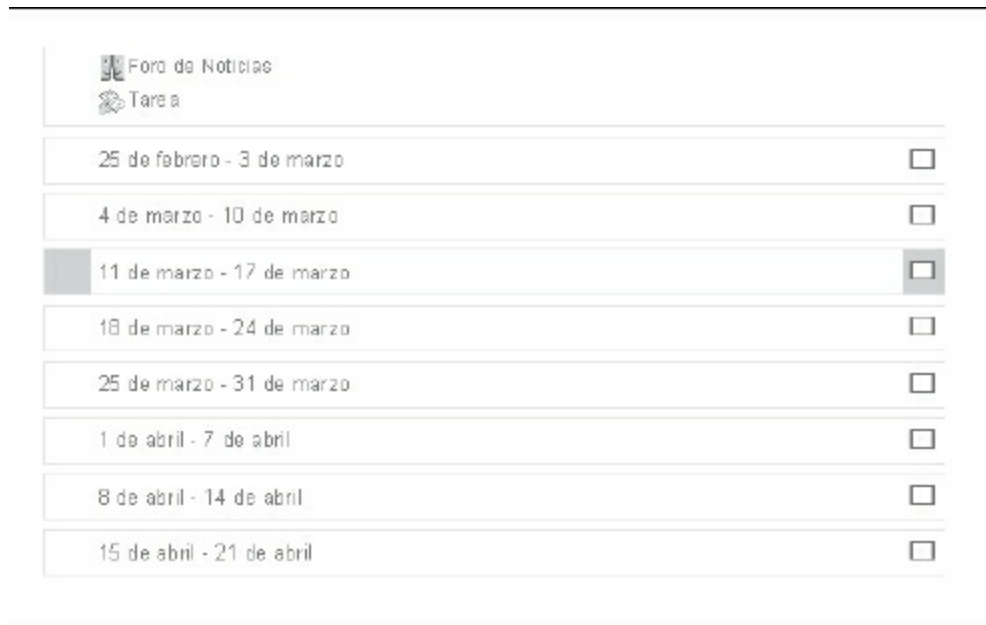 Foro de Noticias
Tarea
25 de febrero - 3 de marzo
4 de marzo - 10 de marzo
11 de marzo - 17 de marzo
18 de marzo - 24 de marzo
25 de marzo - 31 de marzo
1 de abril - 7 de abril
8 de abril - 14 de abril
15 de abril - 21 de abril